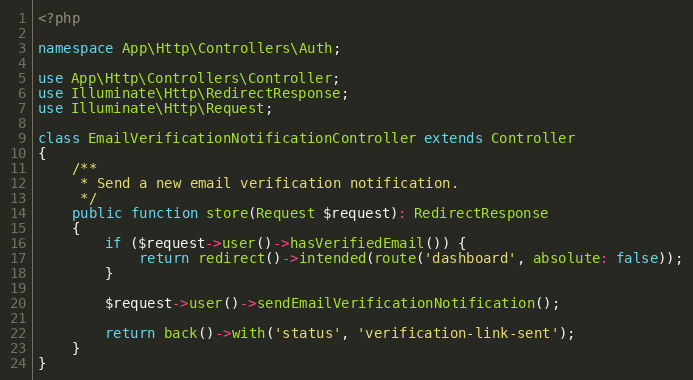 1 <?php
2
3 namespace App\Http\Controllers\Auth;
4
5 use App\Http\Controllers\Controller;
6 use Illuminate\Http\RedirectResponse;
7 use Illuminate\Http\Request;
8
9 class EmailVerificationNotificationController extends Controller
10 {
11     /**
12      * Send a new email verification notification.
13      */
14     public function store(Request $request): RedirectResponse
15     {
16         if ($request->user()->hasVerifiedEmail()) {
17             return redirect()->intended(route('dashboard', absolute: false));
18         }
19
20         $request->user()->sendEmailVerificationNotification();
21
22         return back()->with('status', 'verification-link-sent');
23     }
24 }